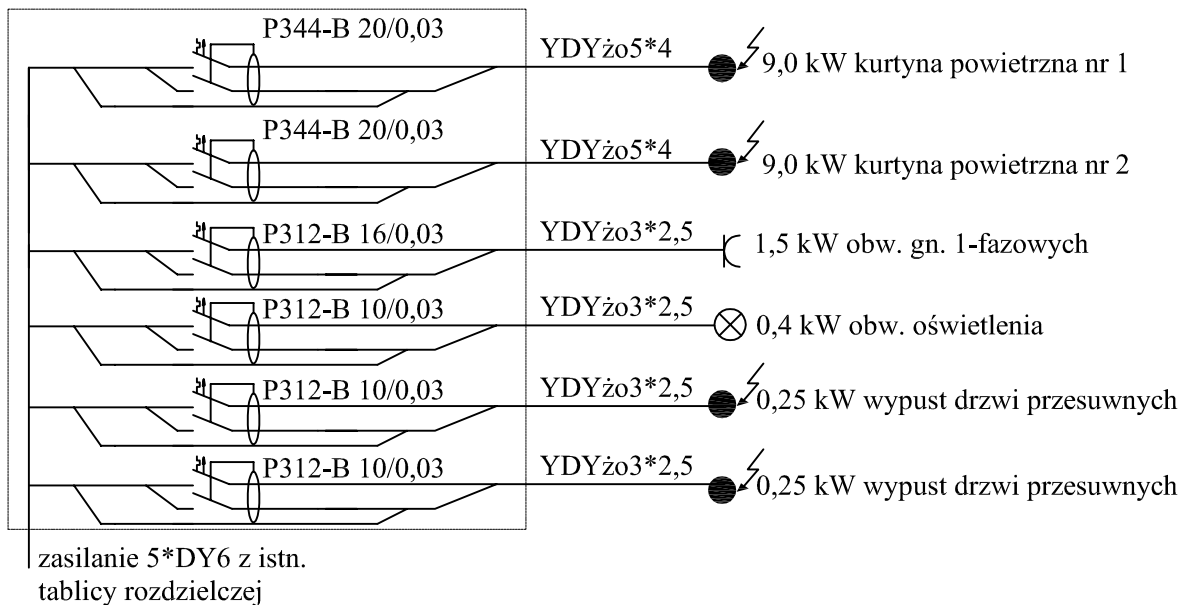 P344-B 20/0,03
YDYżo5*4
9,0 kW kurtyna powietrzna nr 1
P344-B 20/0,03
YDYżo5*4
9,0 kW kurtyna powietrzna nr 2
P312-B 16/0,03
YDYżo3*2,5
1,5 kW obw. gn. 1-fazowych
P312-B 10/0,03
YDYżo3*2,5
0,4 kW obw. oświetlenia
P312-B 10/0,03
YDYżo3*2,5
0,25 kW wypust drzwi przesuwnych
P312-B 10/0,03
YDYżo3*2,5
0,25 kW wypust drzwi przesuwnych
zasilanie 5*DY6 z istn.
tablicy rozdzielczej